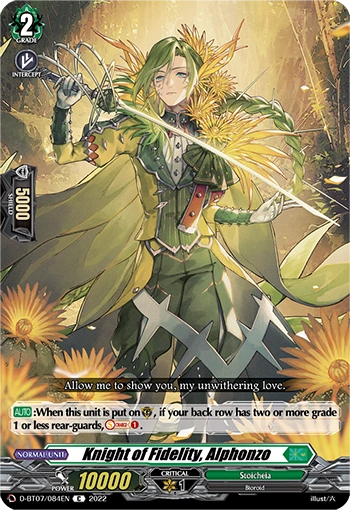 2
GRADE
INTERCEPT
5000
SHIELD
Allow me to show you, my unwithering love.
AUTO :When this unit is put on , if your back row has two or more grade
1 or less rear-guards, CHARGE 1 .
NORMAL UNIT
Knight of Fidelity, Alphonzo
POWER 10000
CRITICAL
1
Stoicheia
Bioroid
D-BT07/084EN C 2022
illust/Λ